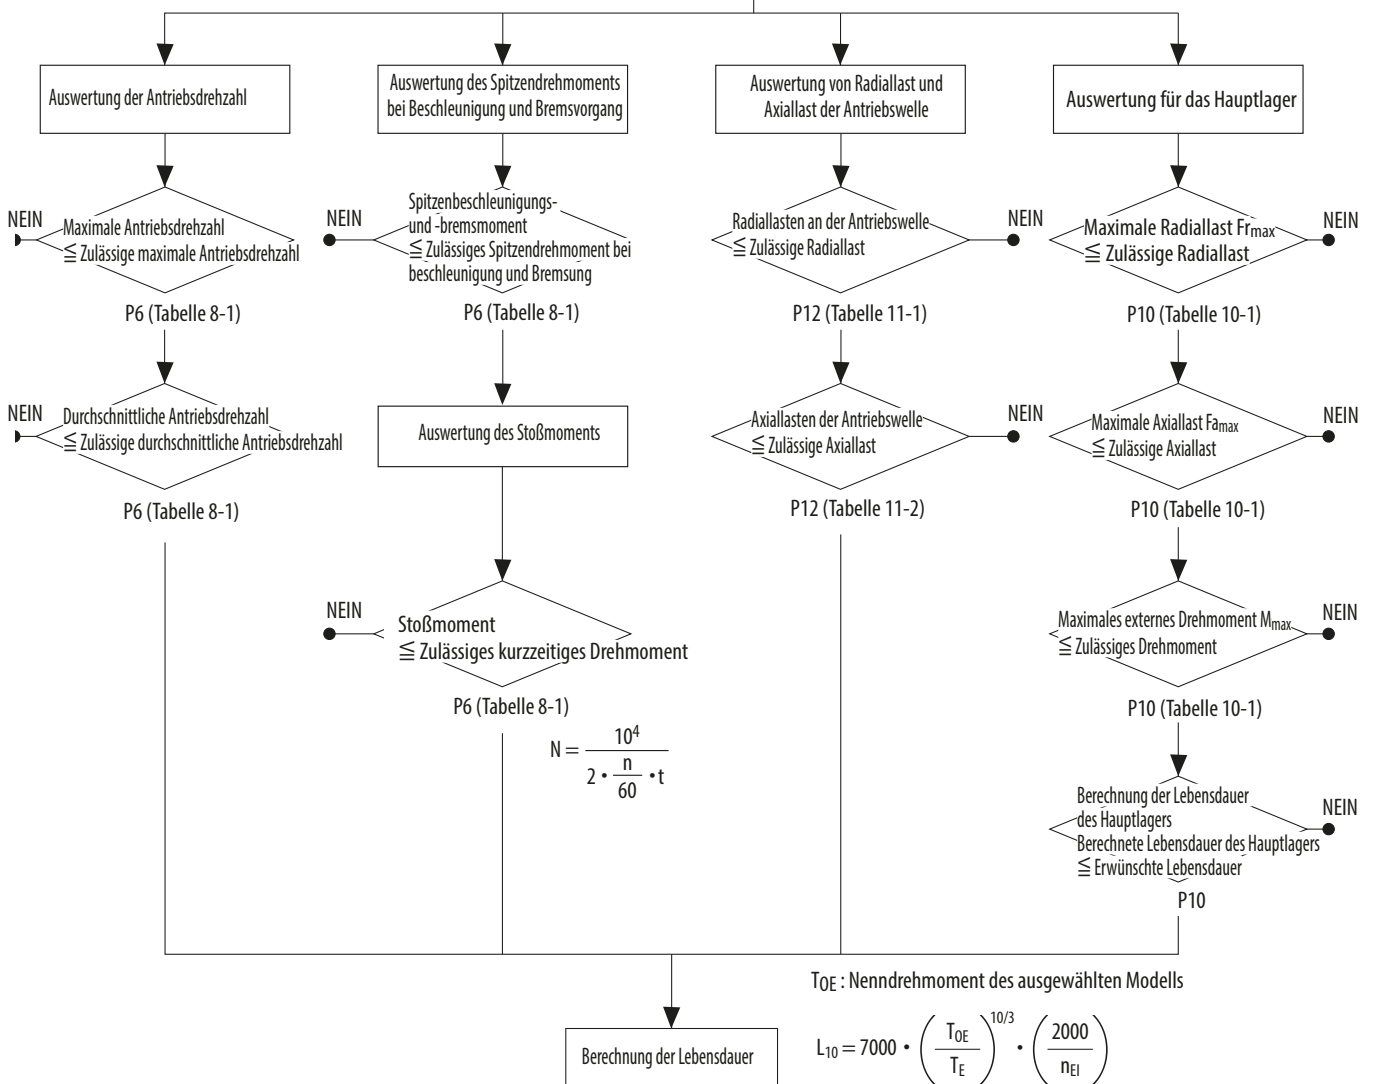 Auswertung der Antriebsdrehzahl
Auswertung des Spitzendrehmoments
bei Beschleunigung und Bremsvorgang
Auswertung von Radiallast und
Axiallast der Antriebswelle
Auswertung für das Hauptlager
NEIN
Maximale Antriebsdrehzahl
≦ Zulässige maximale Antriebsdrehzahl
P6 (Tabelle 8-1)
NEIN
Spitzenbeschleunigungs-
und -bremsmoment
≦ Zulässiges Spitzendrehmoment bei
beschleunigung und Bremsung
P6 (Tabelle 8-1)
Radiallasten an der Antriebswelle
≦ Zulässige Radiallast
NEIN
P12 (Tabelle 11-1)
Maximale Radiallast Frmax
≦ Zulässige Radiallast
NEIN
P10 (Tabelle 10-1)
NEIN
Durchschnittliche Antriebsdrehzahl
≦ Zulässige durchschnittliche Antriebsdrehzahl
P6 (Tabelle 8-1)
Auswertung des Stoßmoments
Axiallasten der Antriebswelle
≦ Zulässige Axiallast
NEIN
P12 (Tabelle 11-2)
Maximale Axiallast Famax
≦ Zulässige Axiallast
NEIN
P10 (Tabelle 10-1)
NEIN
Stoßmoment
≦ Zulässiges kurzzeitiges Drehmoment
P6 (Tabelle 8-1)
N = 10^4 / (2 • n/60 • t)
Maximales externes Drehmoment Mmax
≦ Zulässiges Drehmoment
NEIN
P10 (Tabelle 10-1)
Berechnung der Lebensdauer
des Hauptlagers
Berechnete Lebensdauer des Hauptlagers
≦ Erwünschte Lebensdauer
NEIN
P10
TOE : Nenndrehmoment des ausgewählten Modells
Berechnung der Lebensdauer
L10 = 7000 • (TOE / TE)^10/3 • (2000 / nEI)